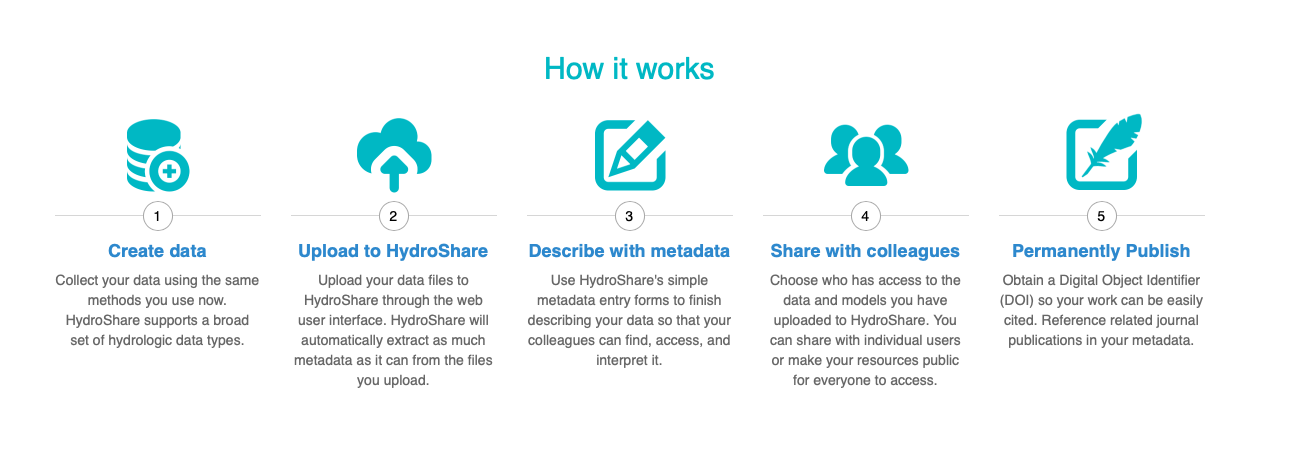 How it works
1
Create data
Collect your data using the same
methods you use now.
HydroShare supports a broad
set of hydrologic data types.
2
Upload to HydroShare
Upload your data files to
HydroShare through the web
user interface. HydroShare will
automatically extract as much
metadata as it can from the files
you upload.
3
Describe with metadata
Use HydroShare's simple
metadata entry forms to finish
describing your data so that your
colleagues can find, access, and
interpret it.
4
Share with colleagues
Choose who has access to the
data and models you have
uploaded to HydroShare. You
can share with individual users
or make your resources public
for everyone to access.
5
Permanently Publish
Obtain a Digital Object Identifier
(DOI) so your work can be easily
cited. Reference related journal
publications in your metadata.